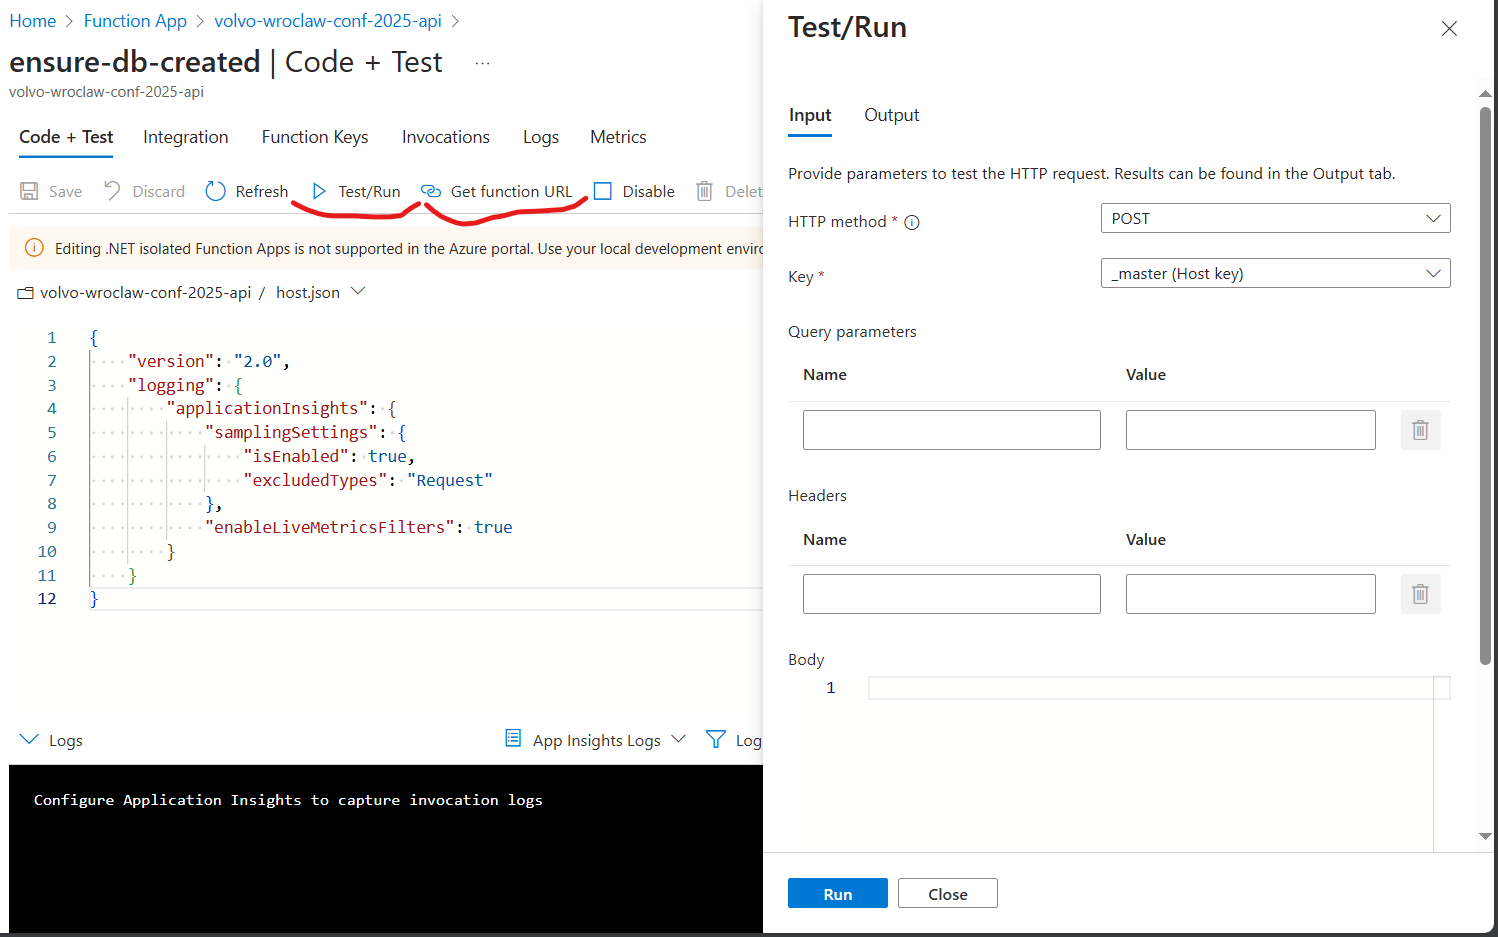 Home > Function App > volvo-wroclaw-conf-2025-api >
ensure-db-created | Code + Test ...
volvo-wroclaw-conf-2025-api
Code + Test Integration Function Keys Invocations Logs Metrics
Save Discard Refresh Test/Run Get function URL Disable Delet
Editing .NET isolated Function Apps is not supported in the Azure portal. Use your local development enviro
volvo-wroclaw-conf-2025-api / host.json
1 {
2 "version": "2.0",
3 "logging": {
4 "applicationInsights": {
5 "samplingSettings": {
6 "isEnabled": true,
7 "excludedTypes": "Request"
8 },
9 "enableLiveMetricsFilters": true
10 }
11 }
12 }
Logs App Insights Logs Log
Configure Application Insights to capture invocation logs
Test/Run
Input Output
Provide parameters to test the HTTP request. Results can be found in the Output tab.
HTTP method * POST
Key * _master (Host key)
Query parameters
Name Value
Headers
Name Value
Body
1
Run Close